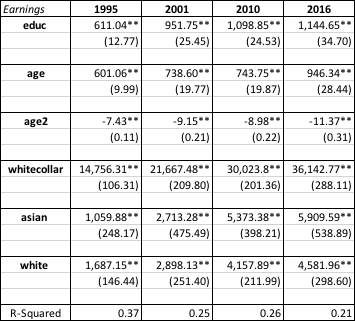 Earnings 1995 2001 2010 2016
educ 611.04** 951.75** 1,098.85** 1,144.65**
(12.77) (25.45) (24.53) (34.70)
age 601.06** 738.60** 743.75** 946.34**
(9.99) (19.77) (19.87) (28.44)
age2 -7.43** -9.15** -8.98** -11.37**
(0.11) (0.21) (0.22) (0.31)
whitecollar 14,756.31** 21,667.48** 30,023.8** 36,142.77**
(106.31) (209.80) (201.36) (288.11)
asian 1,059.88** 2,713.28** 5,373.38** 5,909.59**
(248.17) (475.49) (398.21) (538.89)
white 1,687.15** 2,898.13** 4,157.89** 4,581.96**
(146.44) (251.40) (211.99) (298.60)
R-Squared 0.37 0.25 0.26 0.21